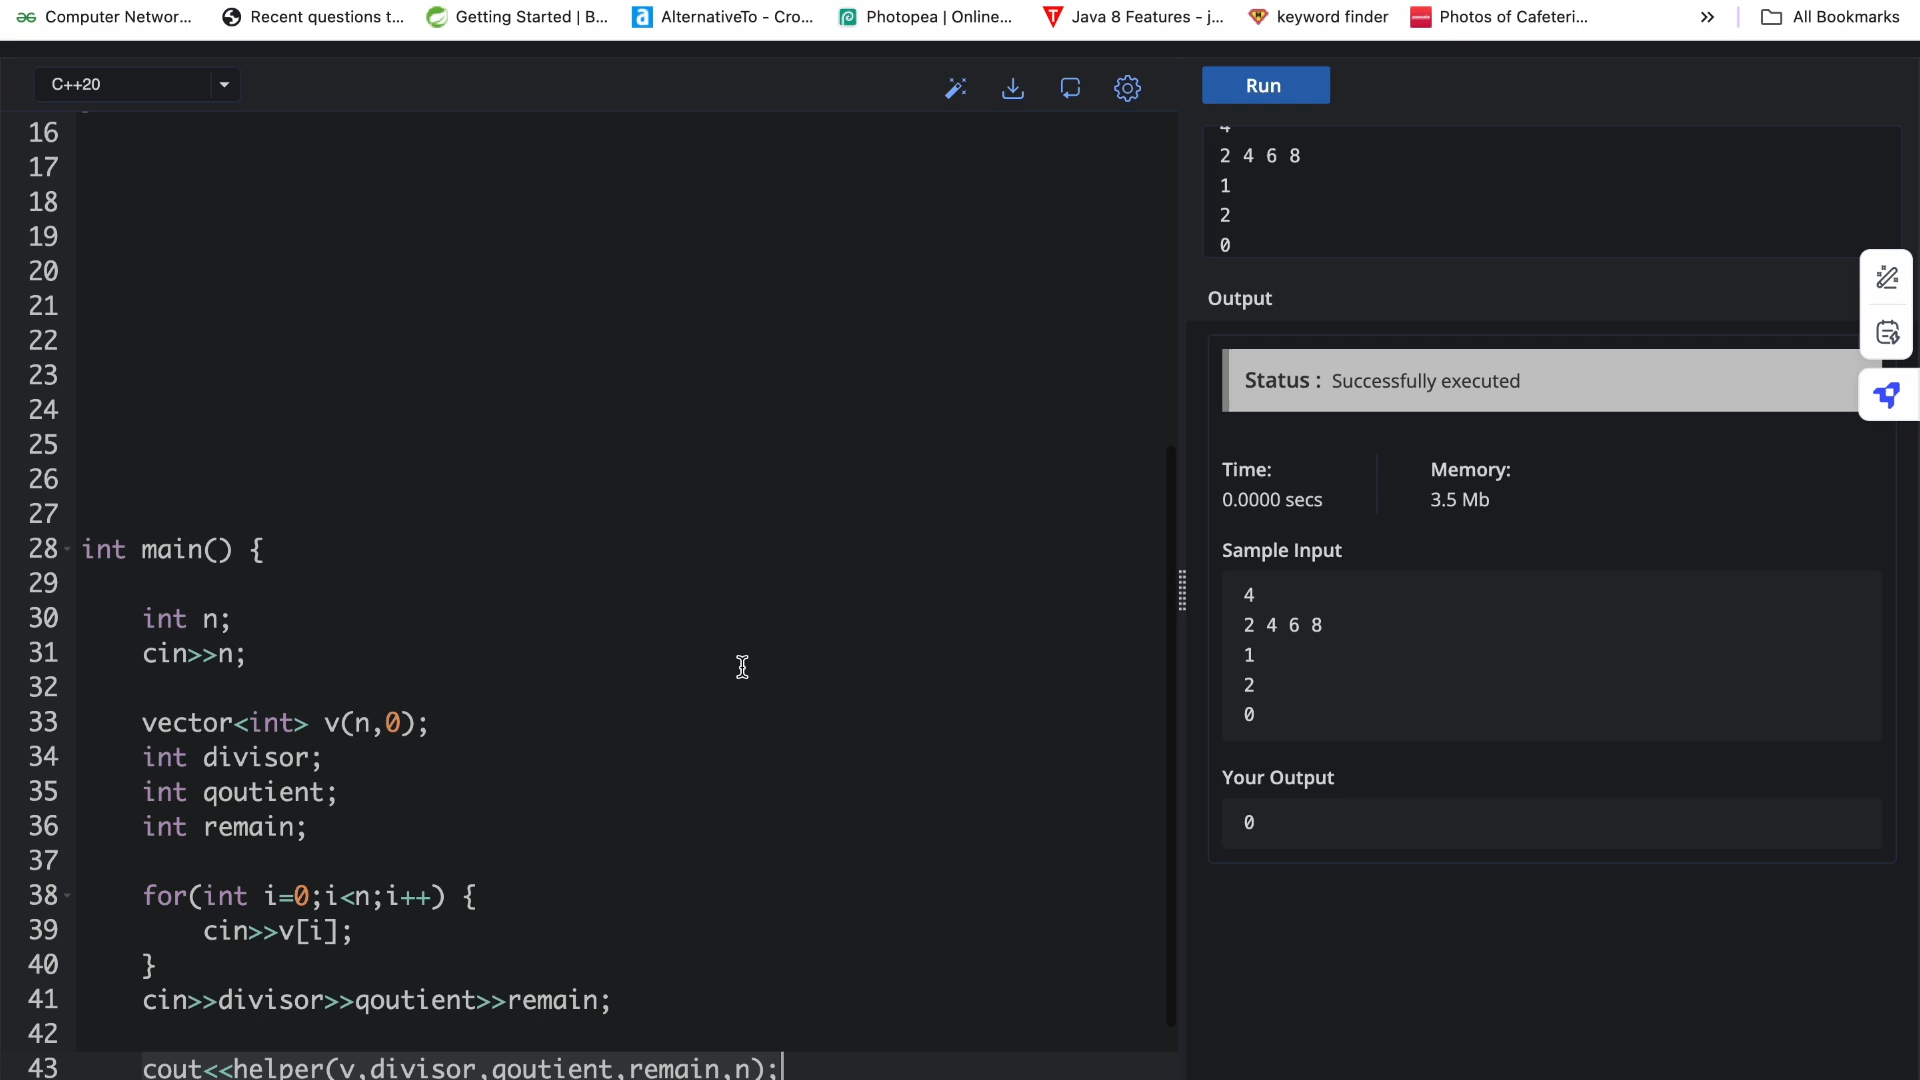 Computer Networ...
Recent questions t...
Getting Started | B...
AlternativeTo - Cro...
Photopea | Online...
Java 8 Features - j...
keyword finder
Photos of Cafeteri...
All Bookmarks
C++20
Run
16
17
18
19
20
21
22
23
24
25
26
27
28 int main() {
29
30 int n;
31 cin>>n;
32
33 vector<int> v(n,0);
34 int divisor;
35 int qoutient;
36 int remain;
37
38 for(int i=0;i<n;i++) {
39 cin>>v[i];
40 }
41 cin>>divisor>>qoutient>>remain;
42
43 cout<<helper(v,divisor,qoutient,remain,n);
4
2 4 6 8
1
2
0
Output
Status : Successfully executed
Time:
0.0000 secs
Memory:
3.5 Mb
Sample Input
4
2 4 6 8
1
2
0
Your Output
0